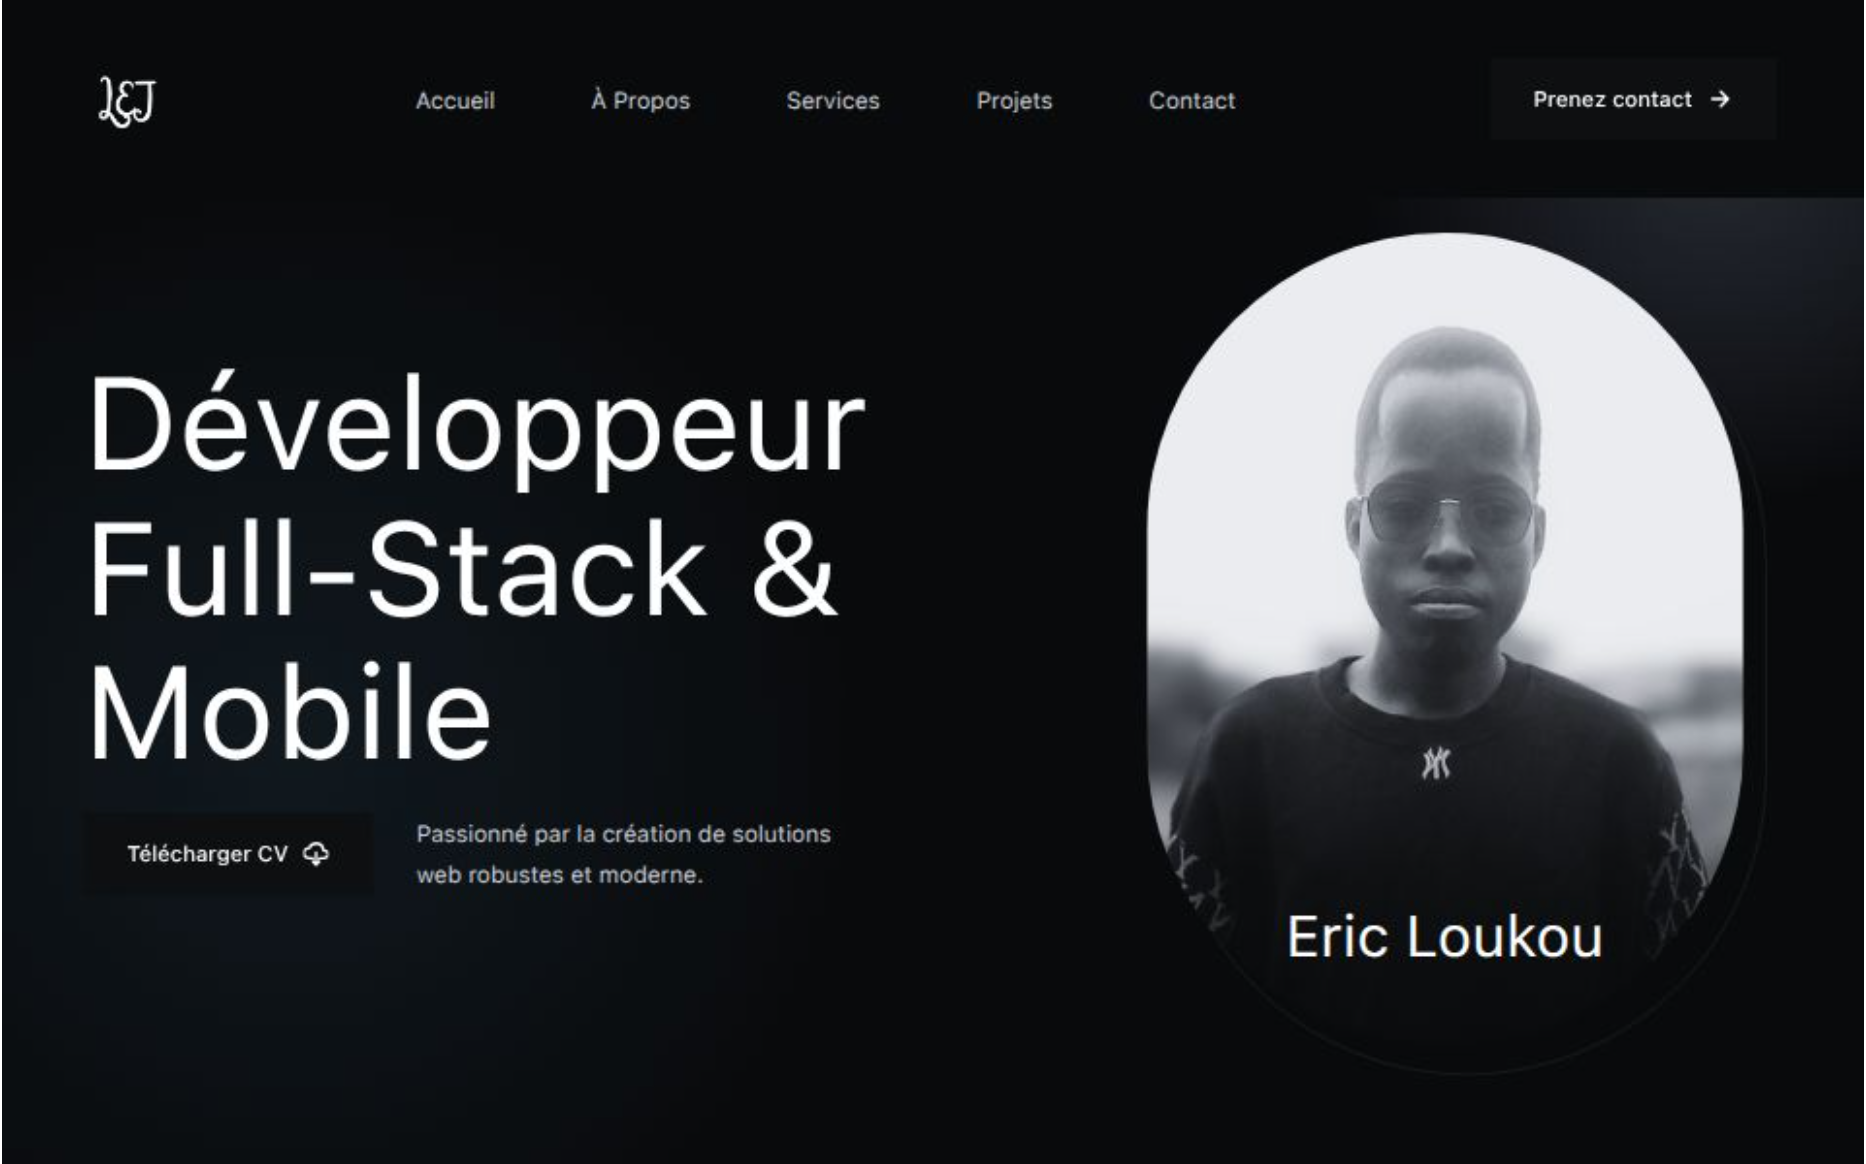 LEJ
Accueil
À Propos
Services
Projets
Contact
Prenez contact
Développeur
Full-Stack &
Mobile
Télécharger CV
Passionné par la création de solutions
web robustes et moderne.
Eric Loukou